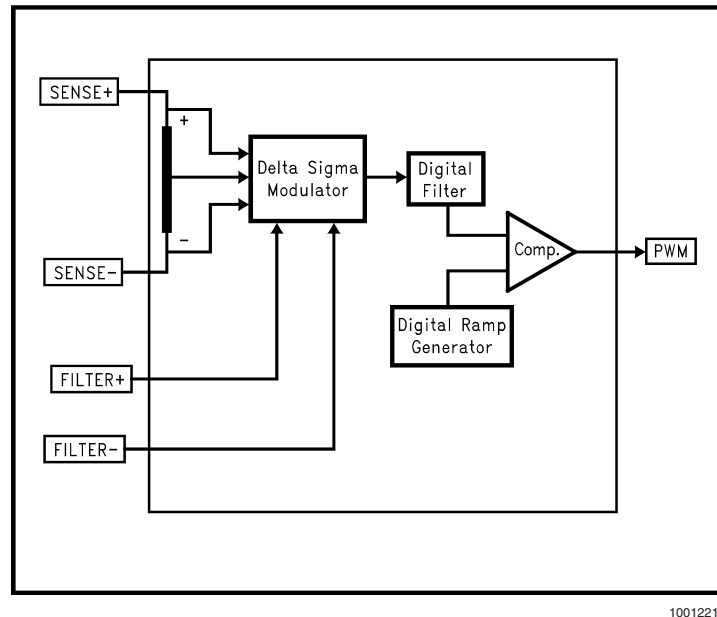 SENSE+
+
Delta Sigma
Modulator
Digital
Filter
−
SENSE−
Comp.
PWM
Digital Ramp
Generator
FILTER+
FILTER−
1001221